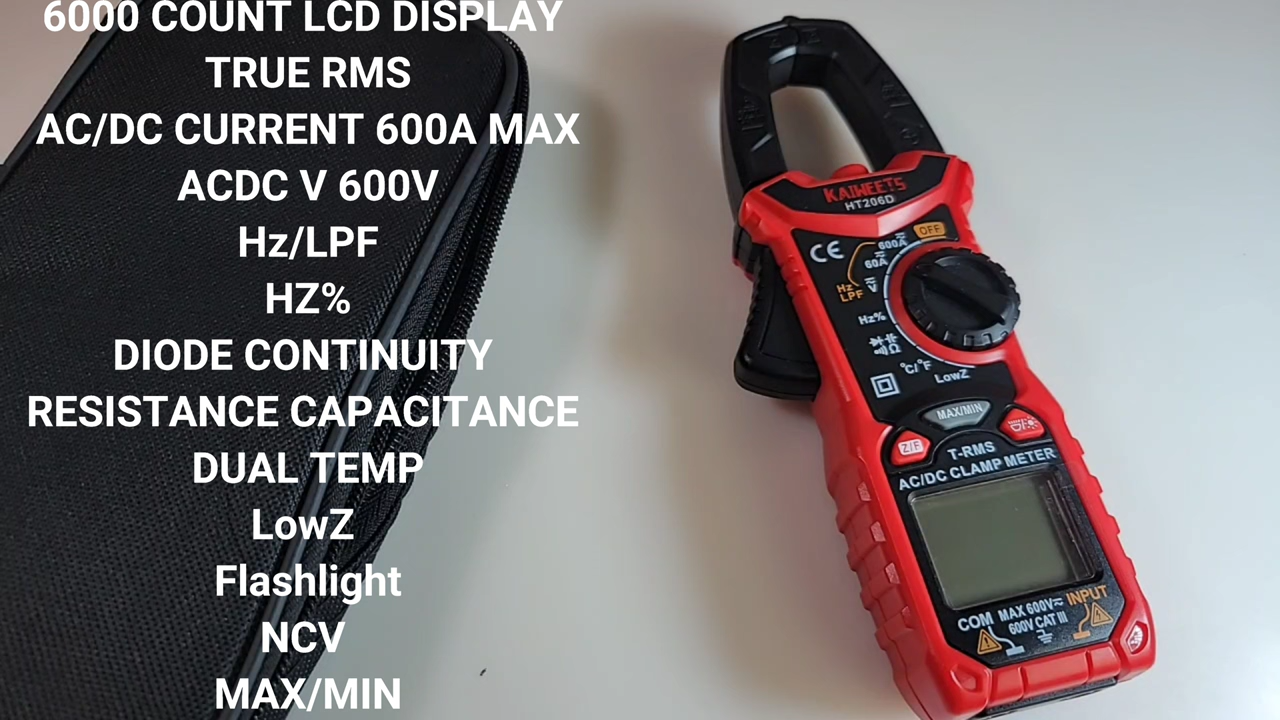 6000 COUNT LCD DISPLAY
TRUE RMS
AC/DC CURRENT 600A MAX
ACDC V 600V
Hz/LPF
HZ%
DIODE CONTINUITY
RESISTANCE CAPACITANCE
DUAL TEMP
LowZ
Flashlight
NCV
MAX/MIN
KAIWEETS
HT206D
CE
OFF
600A
60A
V
Hz
LPF
Hz%
Ω
°C/°F
LowZ
MAX/MIN
Z/F
T-RMS
AC/DC CLAMP METER
COM MAX 600V INPUT
600V CAT III